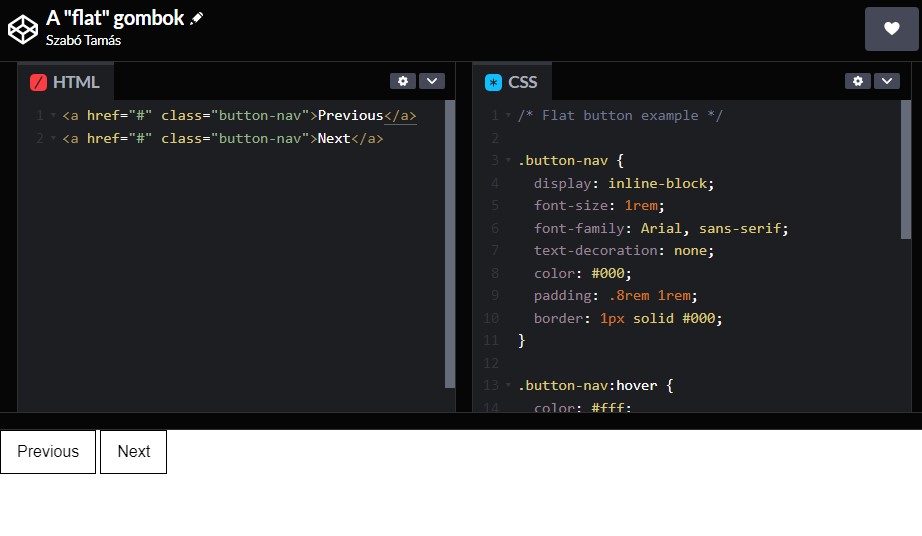 A "flat" gombok
Szabó Tamás
HTML
1 <a href="#" class="button-nav">Previous</a>
2 <a href="#" class="button-nav">Next</a>
CSS
1 /* Flat button example */
2
3 .button-nav {
4 display: inline-block;
5 font-size: 1rem;
6 font-family: Arial, sans-serif;
7 text-decoration: none;
8 color: #000;
9 padding: .8rem 1rem;
10 border: 1px solid #000;
11 }
12
13 .button-nav:hover {
14 color: #fff;
Previous Next